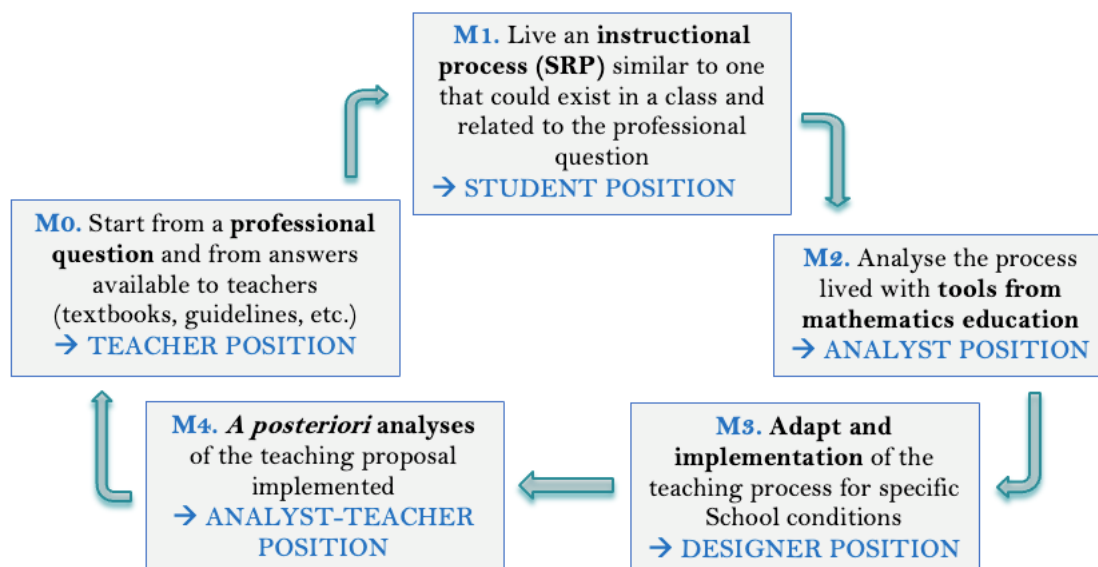 M0. Start from a professional
question and from answers
available to teachers
(textbooks, guidelines, etc.)
→ TEACHER POSITION
M1. Live an instructional
process (SRP) similar to one
that could exist in a class and
related to the professional
question
→ STUDENT POSITION
M2. Analyse the process
lived with tools from
mathematics education
→ ANALYST POSITION
M3. Adapt and
implementation of the
teaching process for specific
School conditions
→ DESIGNER POSITION
M4. A posteriori analyses
of the teaching proposal
implemented
→ ANALYST-TEACHER
POSITION